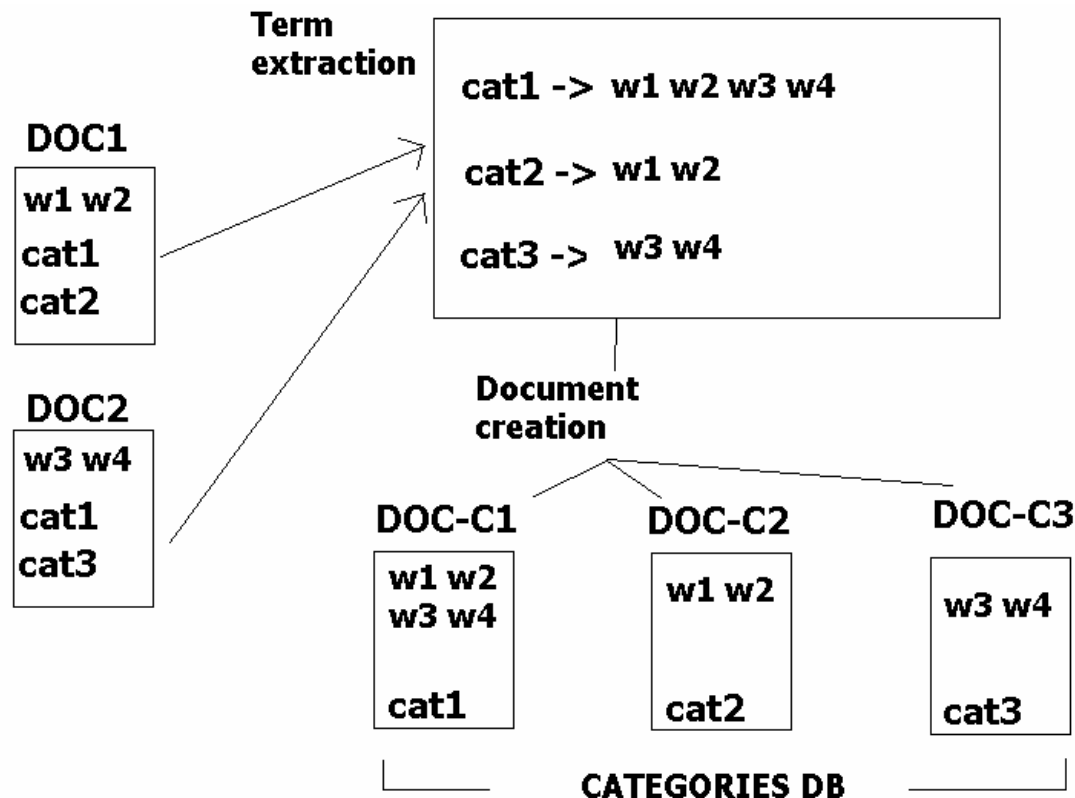 Term
extraction
cat1 -> w1 w2 w3 w4
cat2 -> w1 w2
cat3 -> w3 w4
DOC1
w1 w2
cat1
cat2
DOC2
w3 w4
cat1
cat3
Document
creation
DOC-C1
w1 w2
w3 w4
cat1
DOC-C2
w1 w2
cat2
DOC-C3
w3 w4
cat3
CATEGORIES DB